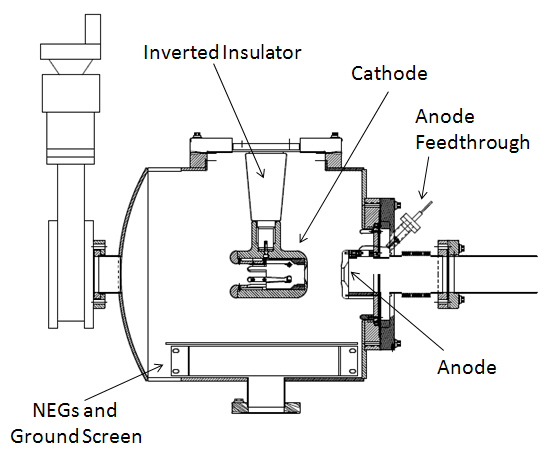 Inverted Insulator
Cathode
Anode
Feedthrough
Anode
NEGs and
Ground Screen